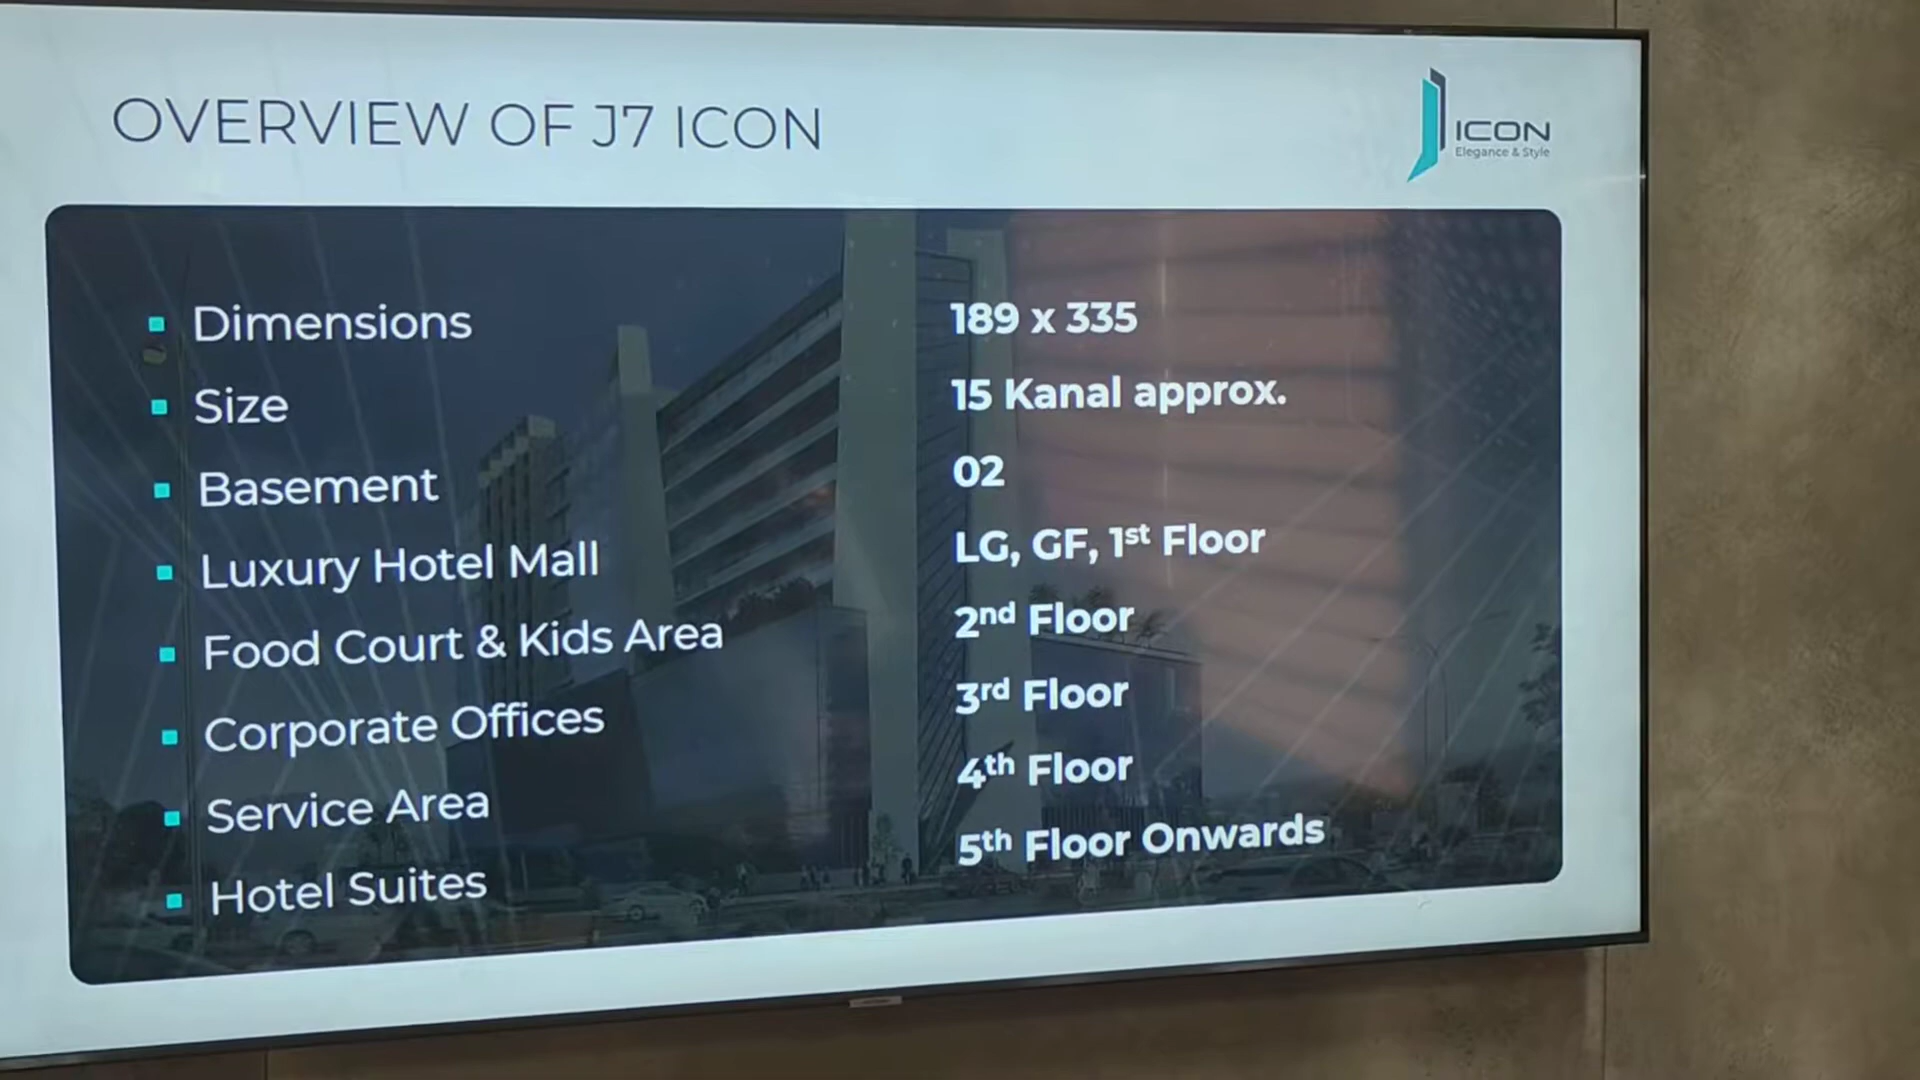 OVERVIEW OF J7 ICON
ICON
Elegance & Style
Dimensions 189 x 335
Size 15 Kanal approx.
Basement 02
Luxury Hotel Mall LG, GF, 1st Floor
Food Court & Kids Area 2nd Floor
Corporate Offices 3rd Floor
Service Area 4th Floor
Hotel Suites 5th Floor Onwards